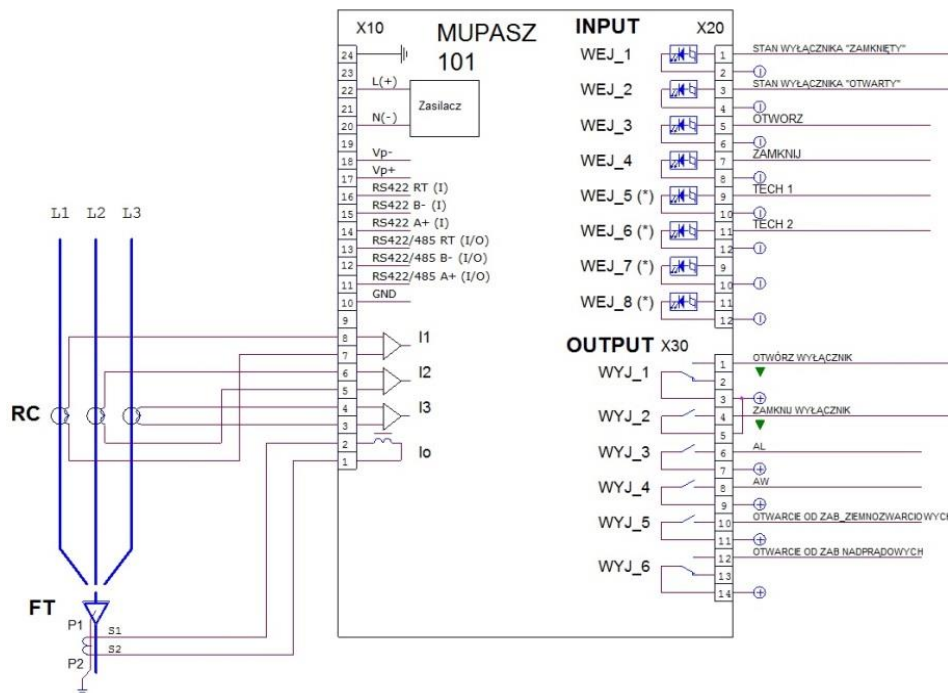 X10
MUPASZ
101
INPUT
X20
24
23
22 L(+)
21
20 N(-)
Zasilacz
19
18 Vp-
17 Vp+
16 RS422 RT (I)
15 RS422 B- (I)
14 RS422 A+ (I)
13 RS422/485 RT (I/O)
12 RS422/485 B- (I/O)
11 RS422/485 A+ (I/O)
10 GND
9
8
7
I1
6
5
I2
4
3
I3
2
1
Io
WEJ_1 1 STAN WYŁĄCZNIKA "ZAMKNIĘTY"
2
WEJ_2 3 STAN WYŁĄCZNIKA "OTWARTY"
4
WEJ_3 5 OTWORZ
6
WEJ_4 7 ZAMKNIJ
8
WEJ_5 (*) 9 TECH 1
10
WEJ_6 (*) 11 TECH 2
12
WEJ_7 (*) 9
10
WEJ_8 (*) 11
12
OUTPUT X30
1 OTWÓRZ WYŁĄCZNIK
WYJ_1 2
3
WYJ_2 4 ZAMKNIJ WYŁĄCZNIK
5
WYJ_3 6 AL
7
WYJ_4 8 AW
9
WYJ_5 10 OTWARCIE OD ZAB_ZIEMNOZWARCIOWYCH
11
12 OTWARCIE OD ZAB NADPRĄDOWYCH
WYJ_6 13
14
L1 L2 L3
RC
FT
P1
S1
S2
P2